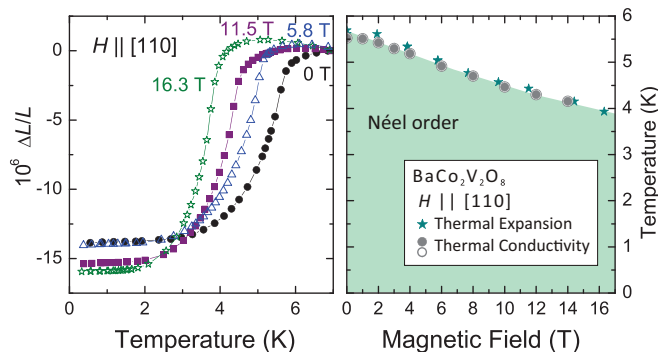 H || [110]
11.5 T
5.8 T
16.3 T
0 T
0
-5
-10
-15
10⁶ ΔL/L
0 2 4 6
Temperature (K)
Néel order
BaCo₂V₂O₈
H || [110]
Thermal Expansion
Thermal Conductivity
0 2 4 6 8 10 12 14 16
Magnetic Field (T)
6
5
4
3
2
1
0
Temperature (K)